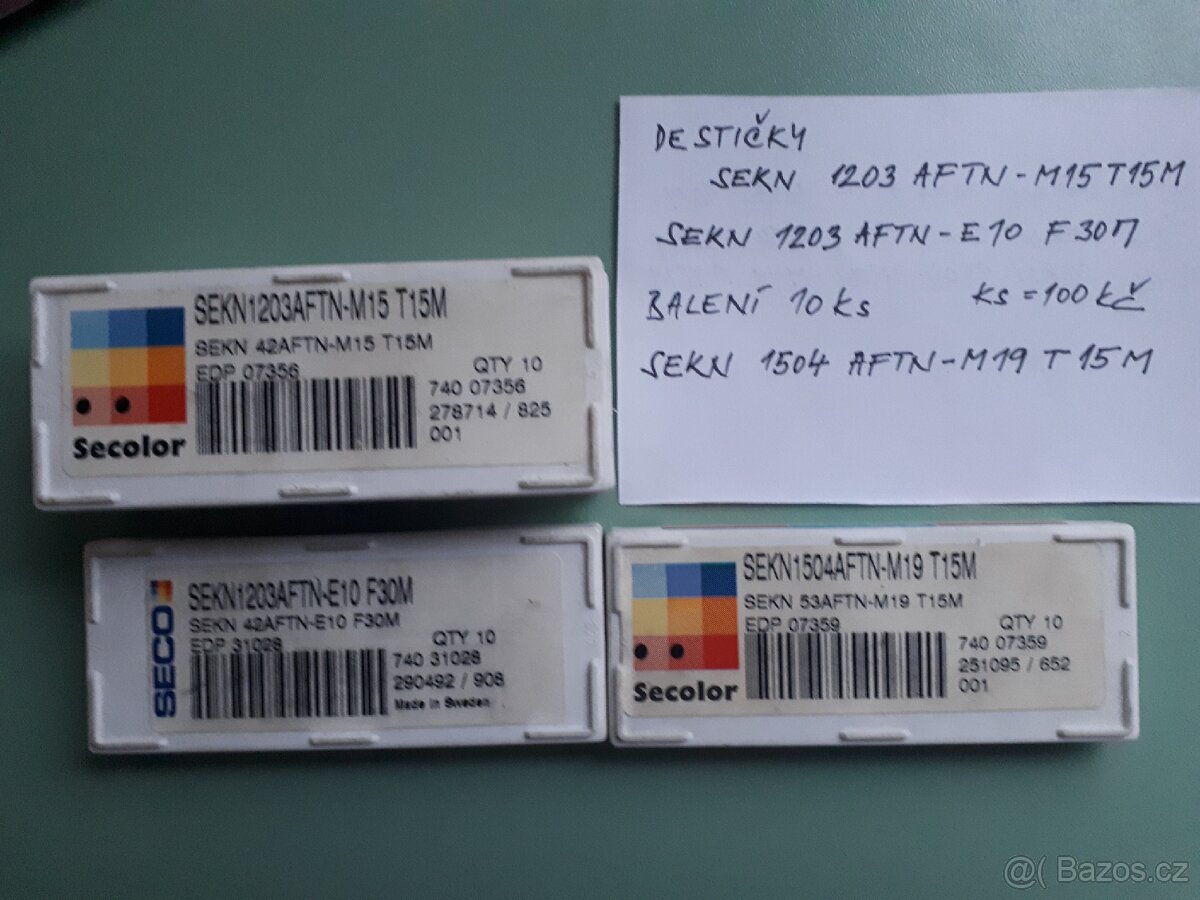 DESTIČKY
SEKN 1203 AFTN-M15 T15M
SEKN 1203 AFTN-E10 F30M
BALENÍ 10 Ks Ks = 100 Kč
SEKN 1504 AFTN-M19 T15M
SEKN1203AFTN-M15 T15M
SEKN 42AFTN-M15 T15M
EDP 07356
QTY 10
740 07356
278714 / 825
001
Secolor
SECO
SEKN1203AFTN-E10 F30M
SEKN 42AFTN-E10 F30M
EDP 31028
QTY 10
740 31028
290492 / 908
Made in Sweden
SEKN1504AFTN-M19 T15M
SEKN 53AFTN-M19 T15M
EDP 07359
QTY 10
740 07359
251095 / 652
001
Secolor
@( Bazos.cz